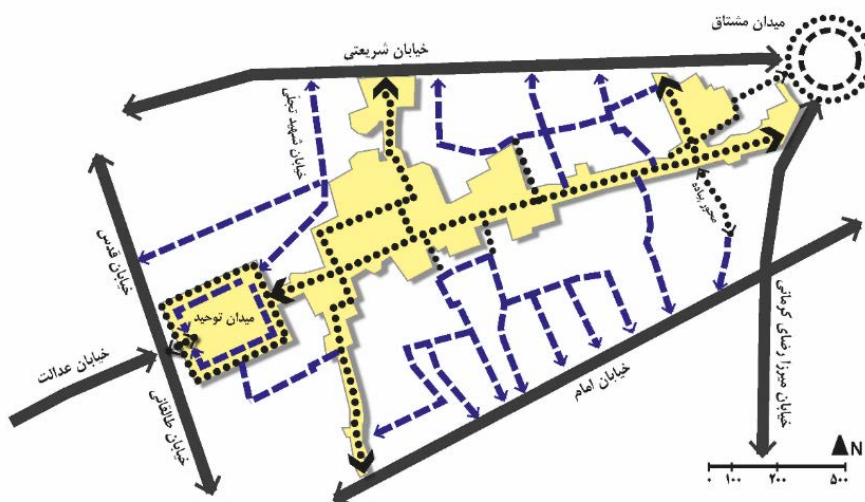 میدان مشتاق
خیابان شریعتی
خیابان شهید تجلی
خیابان قدس
محور پیاده
میدان توحید
خیابان عدالت
خیابان طالقانی
خیابان امام
خیابان میرزا رضای کرمانی
N
۰ ۱۰۰ ۲۰۰ ۵۰۰